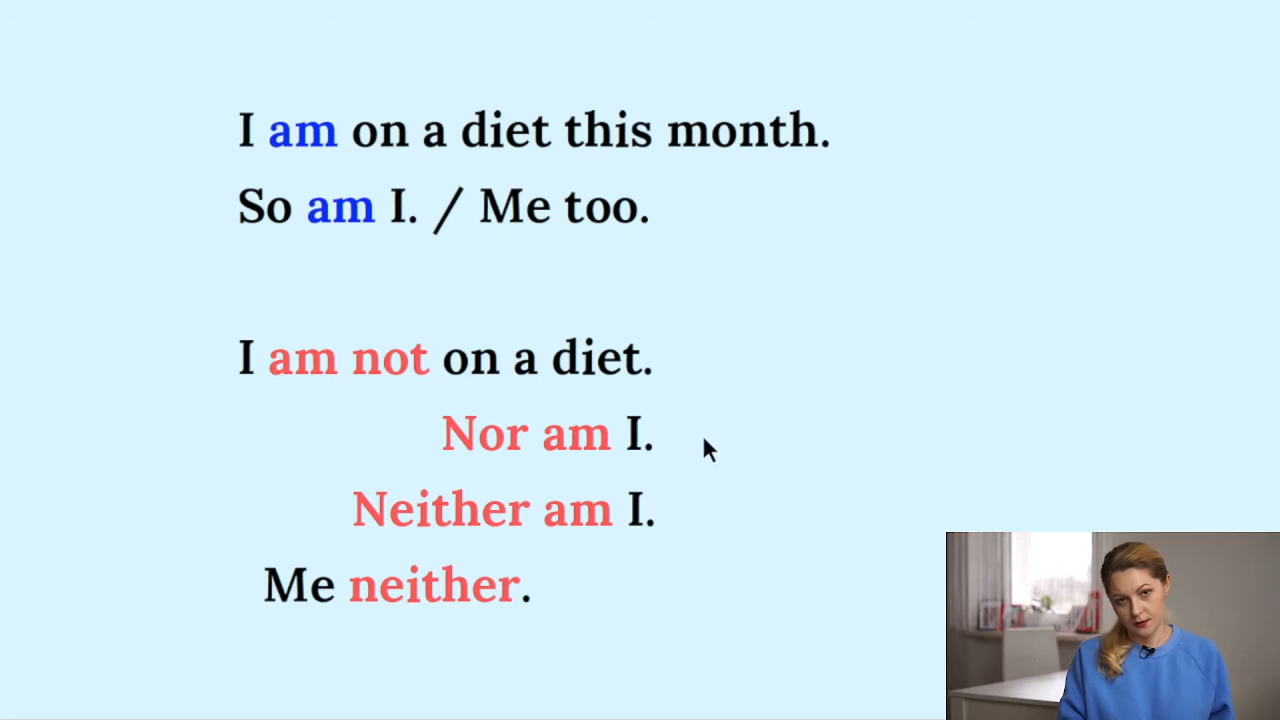 I am on a diet this month.
So am I. / Me too.
I am not on a diet.
Nor am I.
Neither am I.
Me neither.